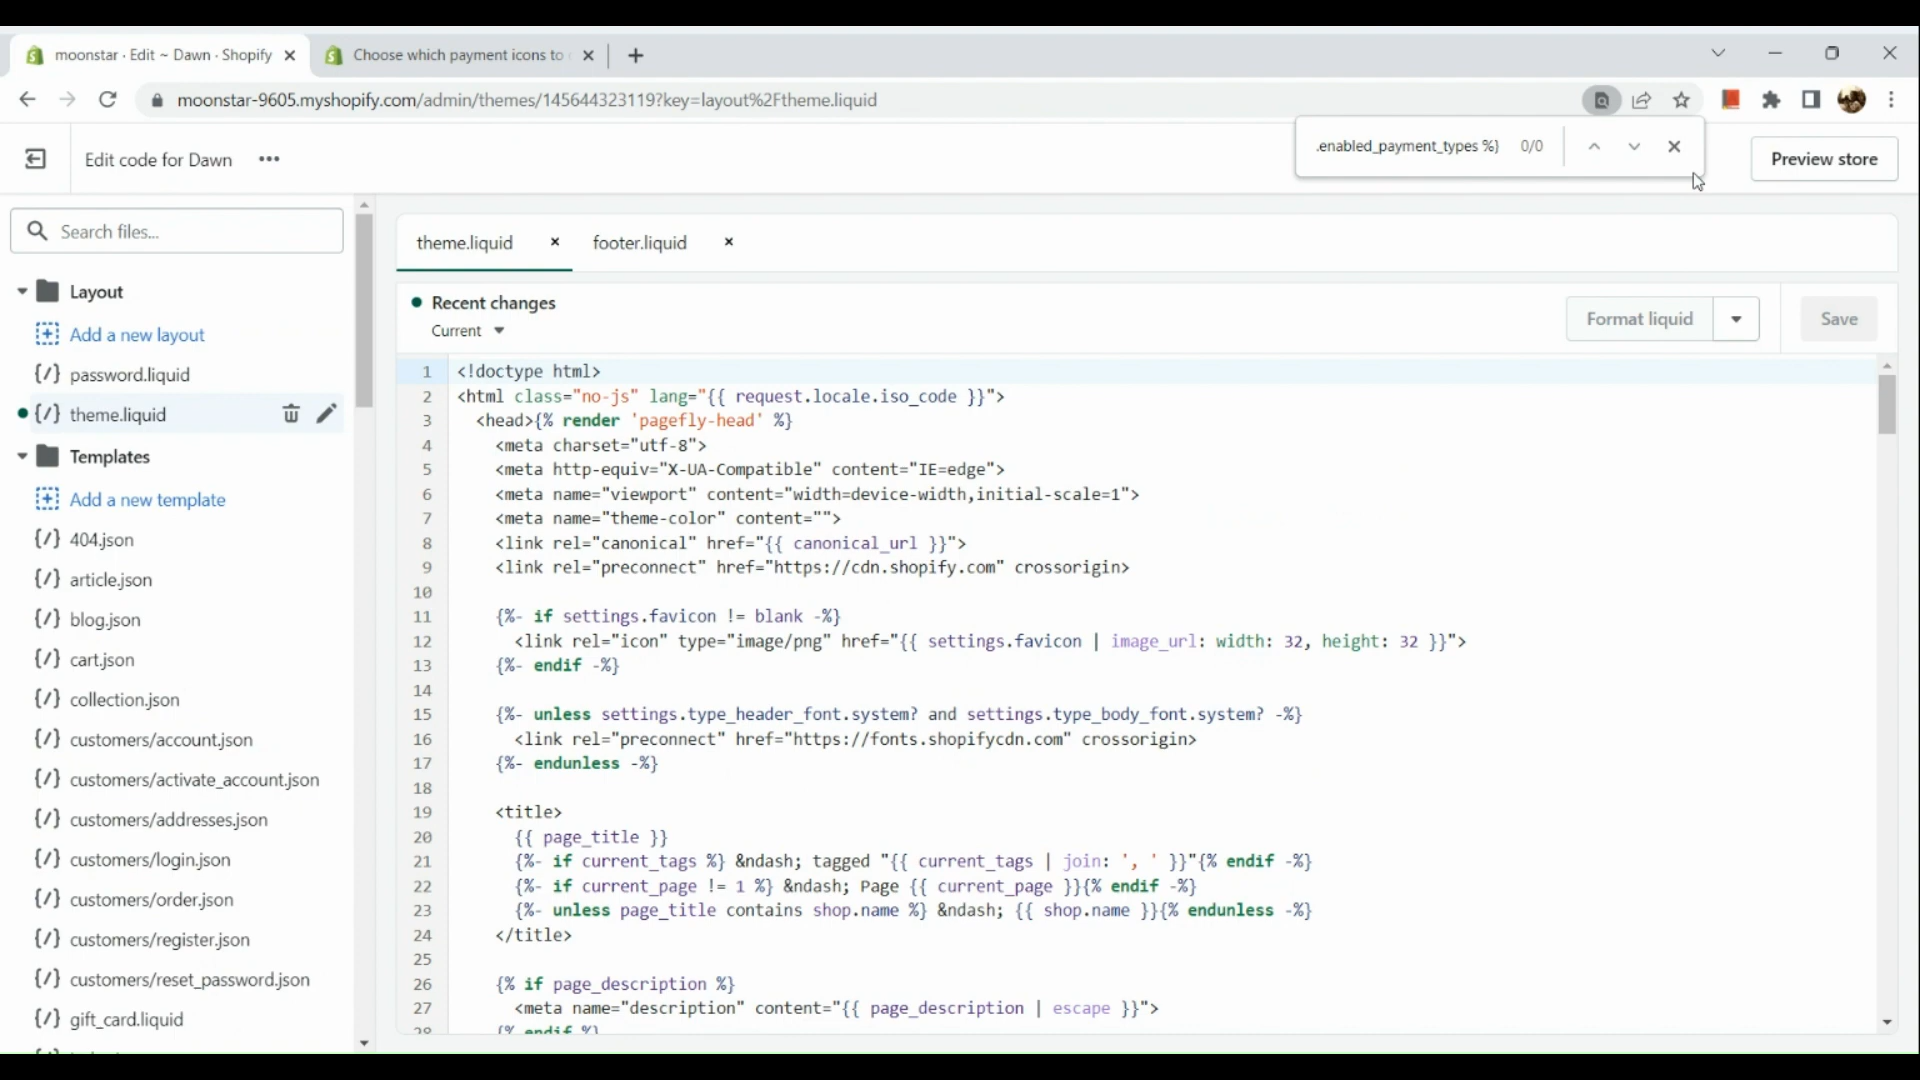 moonstar · Edit ~ Dawn · Shopify
Choose which payment icons to
moonstar-9605.myshopify.com/admin/themes/145644323119?key=layout%2Ftheme.liquid
.enabled_payment_types %} 0/0
Edit code for Dawn
Preview store
Search files...
Layout
Add a new layout
{/} password.liquid
{/} theme.liquid
Templates
Add a new template
{/} 404.json
{/} article.json
{/} blog.json
{/} cart.json
{/} collection.json
{/} customers/account.json
{/} customers/activate_account.json
{/} customers/addresses.json
{/} customers/login.json
{/} customers/order.json
{/} customers/register.json
{/} customers/reset_password.json
{/} gift_card.liquid
theme.liquid
footer.liquid
Recent changes
Current
Format liquid
Save
1 <!doctype html>
2 <html class="no-js" lang="{{ request.locale.iso_code }}">
3 <head>{% render 'pagefly-head' %}
4 <meta charset="utf-8">
5 <meta http-equiv="X-UA-Compatible" content="IE=edge">
6 <meta name="viewport" content="width=device-width,initial-scale=1">
7 <meta name="theme-color" content="">
8 <link rel="canonical" href="{{ canonical_url }}">
9 <link rel="preconnect" href="https://cdn.shopify.com" crossorigin>
10
11 {%- if settings.favicon != blank -%}
12 <link rel="icon" type="image/png" href="{{ settings.favicon | image_url: width: 32, height: 32 }}">
13 {%- endif -%}
14
15 {%- unless settings.type_header_font.system? and settings.type_body_font.system? -%}
16 <link rel="preconnect" href="https://fonts.shopifycdn.com" crossorigin>
17 {%- endunless -%}
18
19 <title>
20 {{ page_title }}
21 {%- if current_tags %} &ndash; tagged "{{ current_tags | join: ', ' }}"{% endif -%}
22 {%- if current_page != 1 %} &ndash; Page {{ current_page }}{% endif -%}
23 {%- unless page_title contains shop.name %} &ndash; {{ shop.name }}{% endunless -%}
24 </title>
25
26 {% if page_description %}
27 <meta name="description" content="{{ page_description | escape }}">
28 {% endif %}